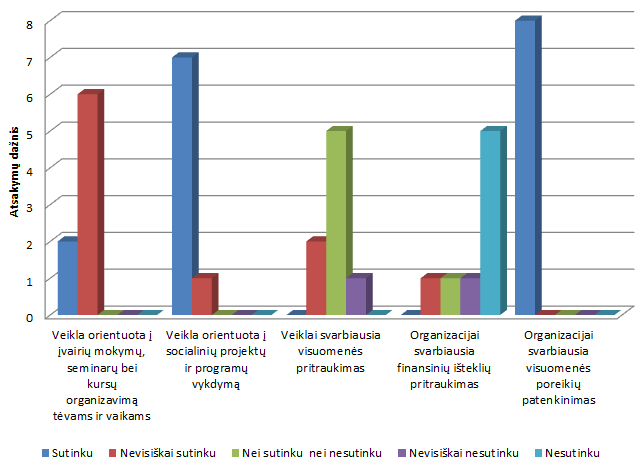 Atsakymų dažnis
8
7
6
5
4
3
2
1
0
Veikla orientuota į
įvairių mokymų,
seminarų bei
kursų
organizavimą
tėvams ir vaikams
Veikla orientuota į
socialinių projektų
ir programų
vykdymą
Veiklai svarbiausia
visuomenės
pritraukimas
Organizacijai
svarbiausia
finansinių išteklių
pritraukimas
Organizacijai
svarbiausia
visuomenės
poreikių
patenkinimas
Sutinku
Nevisiškai sutinku
Nei sutinku nei nesutinku
Nevisiškai nesutinku
Nesutinku